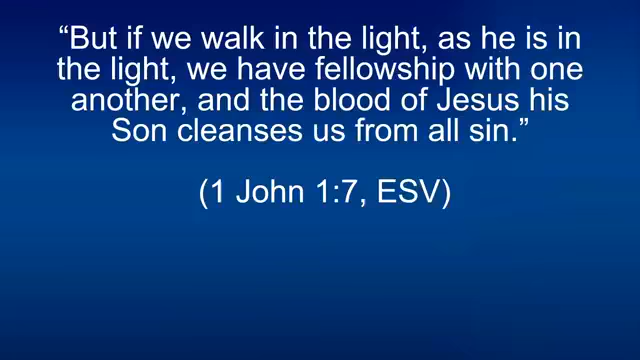 “But if we walk in the light, as he is in
the light, we have fellowship with one
another, and the blood of Jesus his
Son cleanses us from all sin.”
(1 John 1:7, ESV)